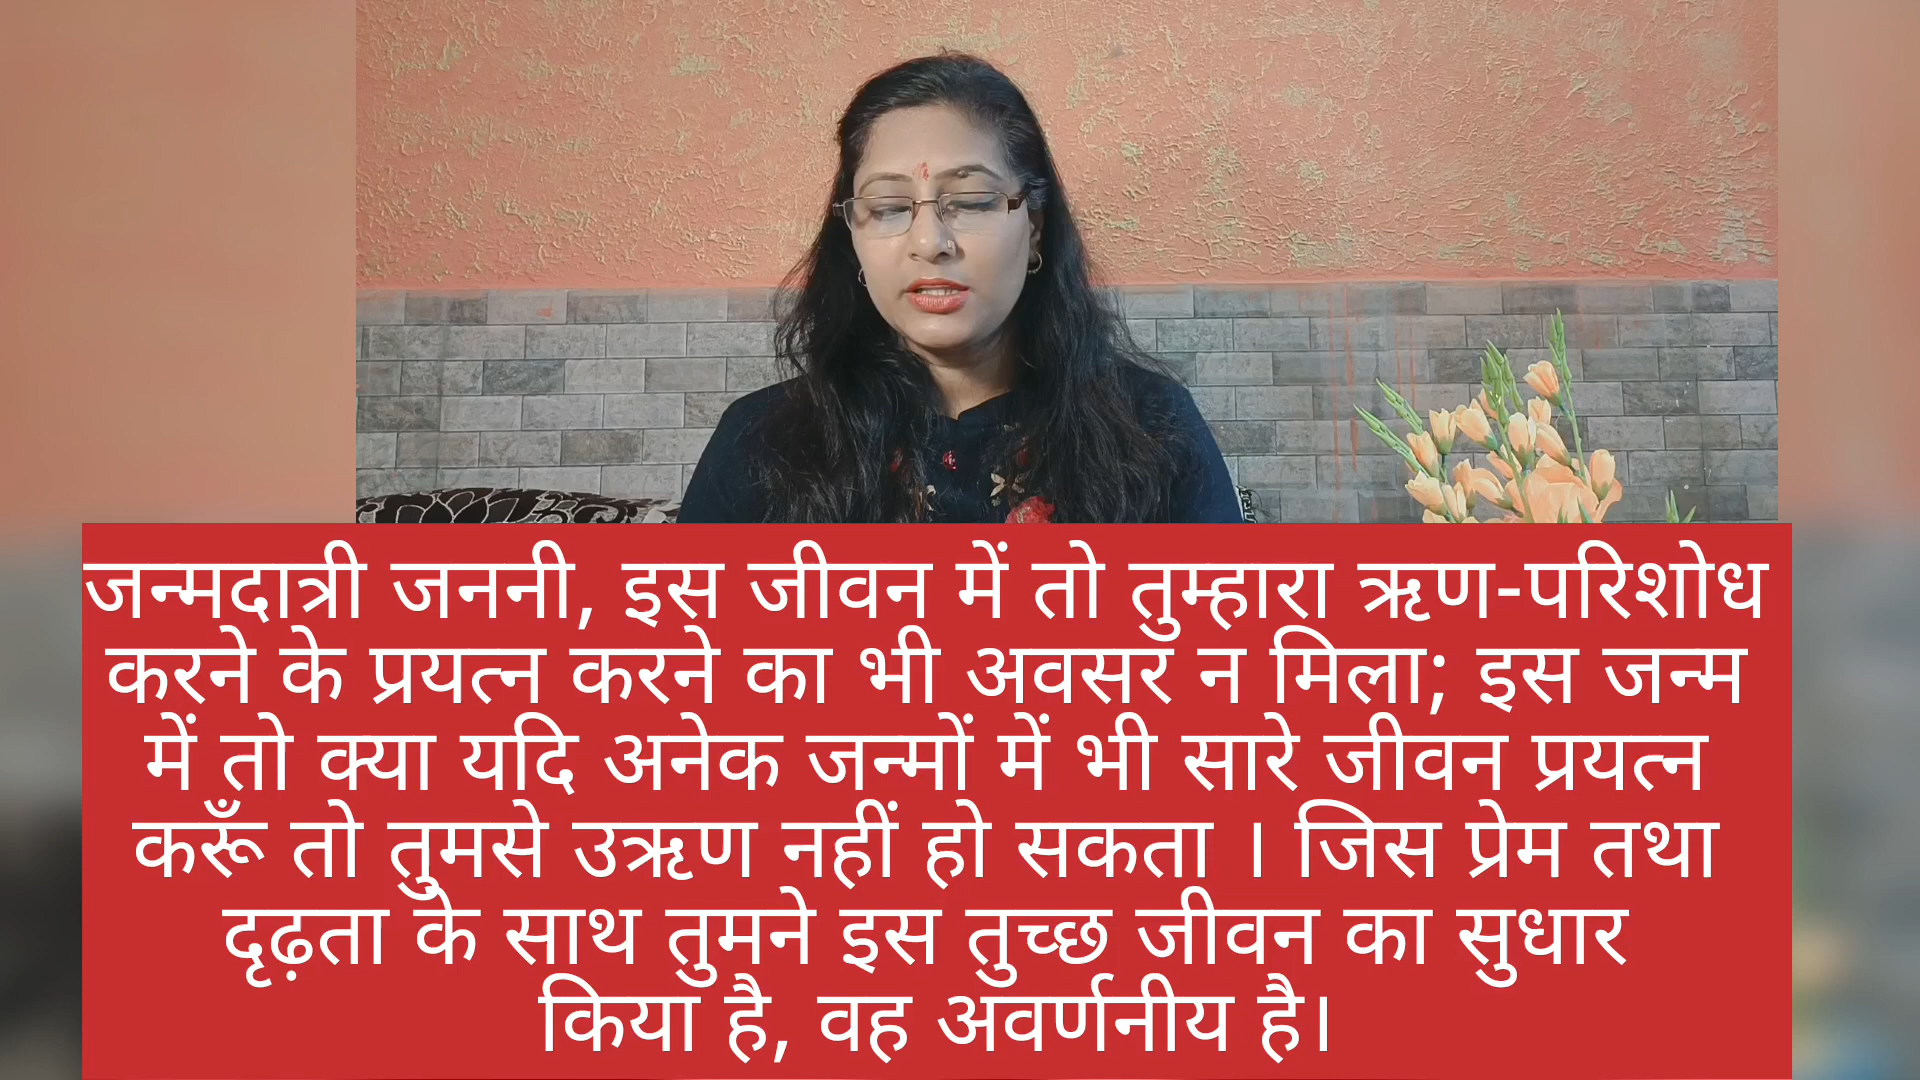 जन्मदात्री जननी, इस जीवन में तो तुम्हारा ऋण-परिशोध
करने के प्रयत्न करने का भी अवसर न मिला; इस जन्म
में तो क्या यदि अनेक जन्मों में भी सारे जीवन प्रयत्न
करूँ तो तुमसे उऋण नहीं हो सकता । जिस प्रेम तथा
दृढ़ता के साथ तुमने इस तुच्छ जीवन का सुधार
किया है, वह अवर्णनीय है।